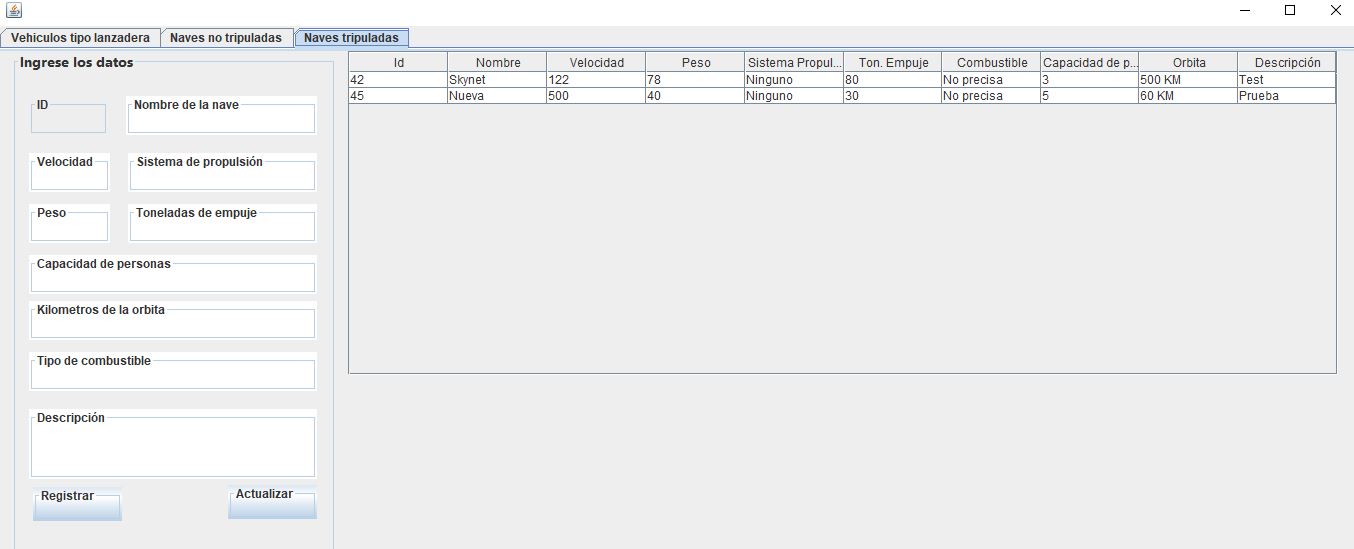 Vehiculos tipo lanzadera Naves no tripuladas Naves tripuladas
Ingrese los datos
ID Nombre de la nave
Velocidad Sistema de propulsión
Peso Toneladas de empuje
Capacidad de personas
Kilometros de la orbita
Tipo de combustible
Descripción
Registrar Actualizar
Id Nombre Velocidad Peso Sistema Propul... Ton. Empuje Combustible Capacidad de p... Orbita Descripción
42 Skynet 122 78 Ninguno 80 No precisa 3 500 KM Test
45 Nueva 500 40 Ninguno 30 No precisa 5 60 KM Prueba